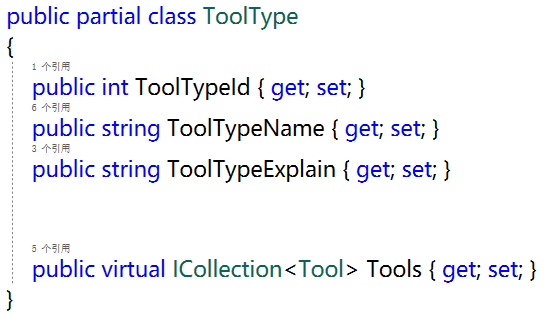 public partial class ToolType
{
1 个引用
public int ToolTypeId { get; set; }
6 个引用
public string ToolTypeName { get; set; }
3 个引用
public string ToolTypeExplain { get; set; }
5 个引用
public virtual ICollection<Tool> Tools { get; set; }
}